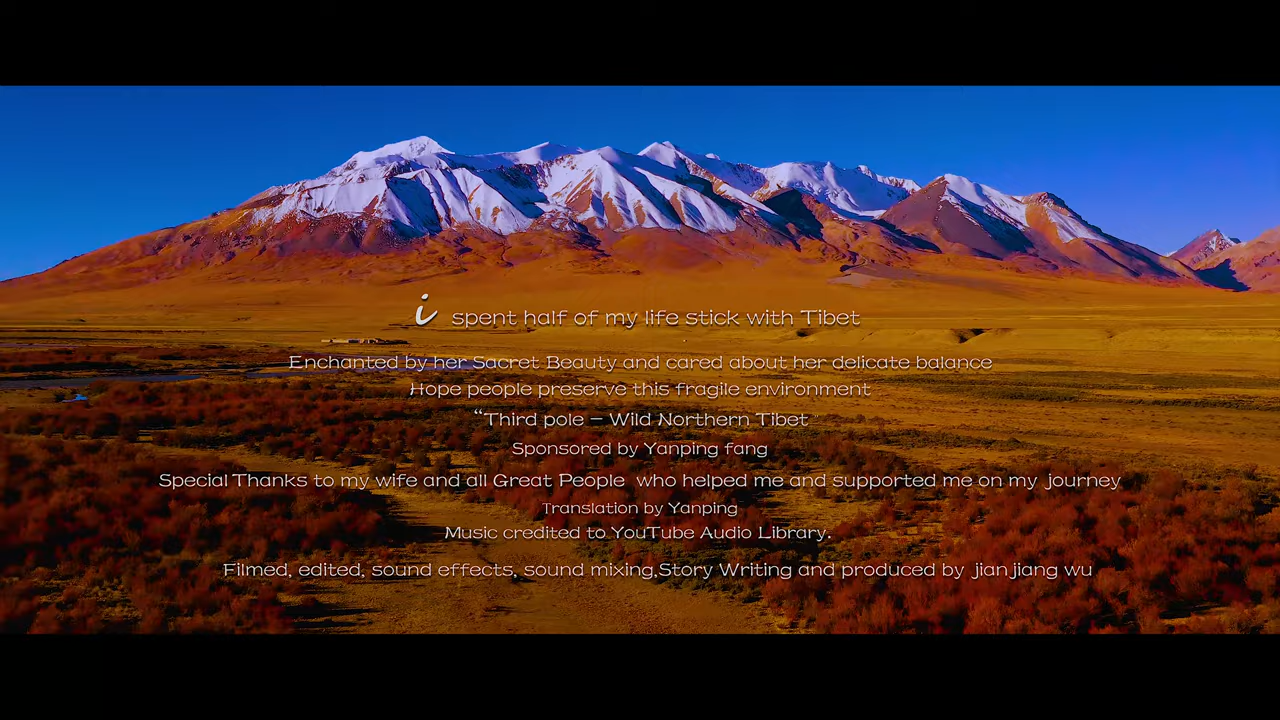 i spent half of my life stick with Tibet
Enchanted by her Sacret Beauty and cared about her delicate balance
Hope people preserve this fragile environment
“Third pole – Wild Northern Tibet ”
Sponsored by Yanping fang
Special Thanks to my wife and all Great People who helped me and supported me on my journey
Translation by Yanping
Music credited to YouTube Audio Library.
Filmed, edited, sound effects, sound mixing,Story Writing and produced by jianjiang wu